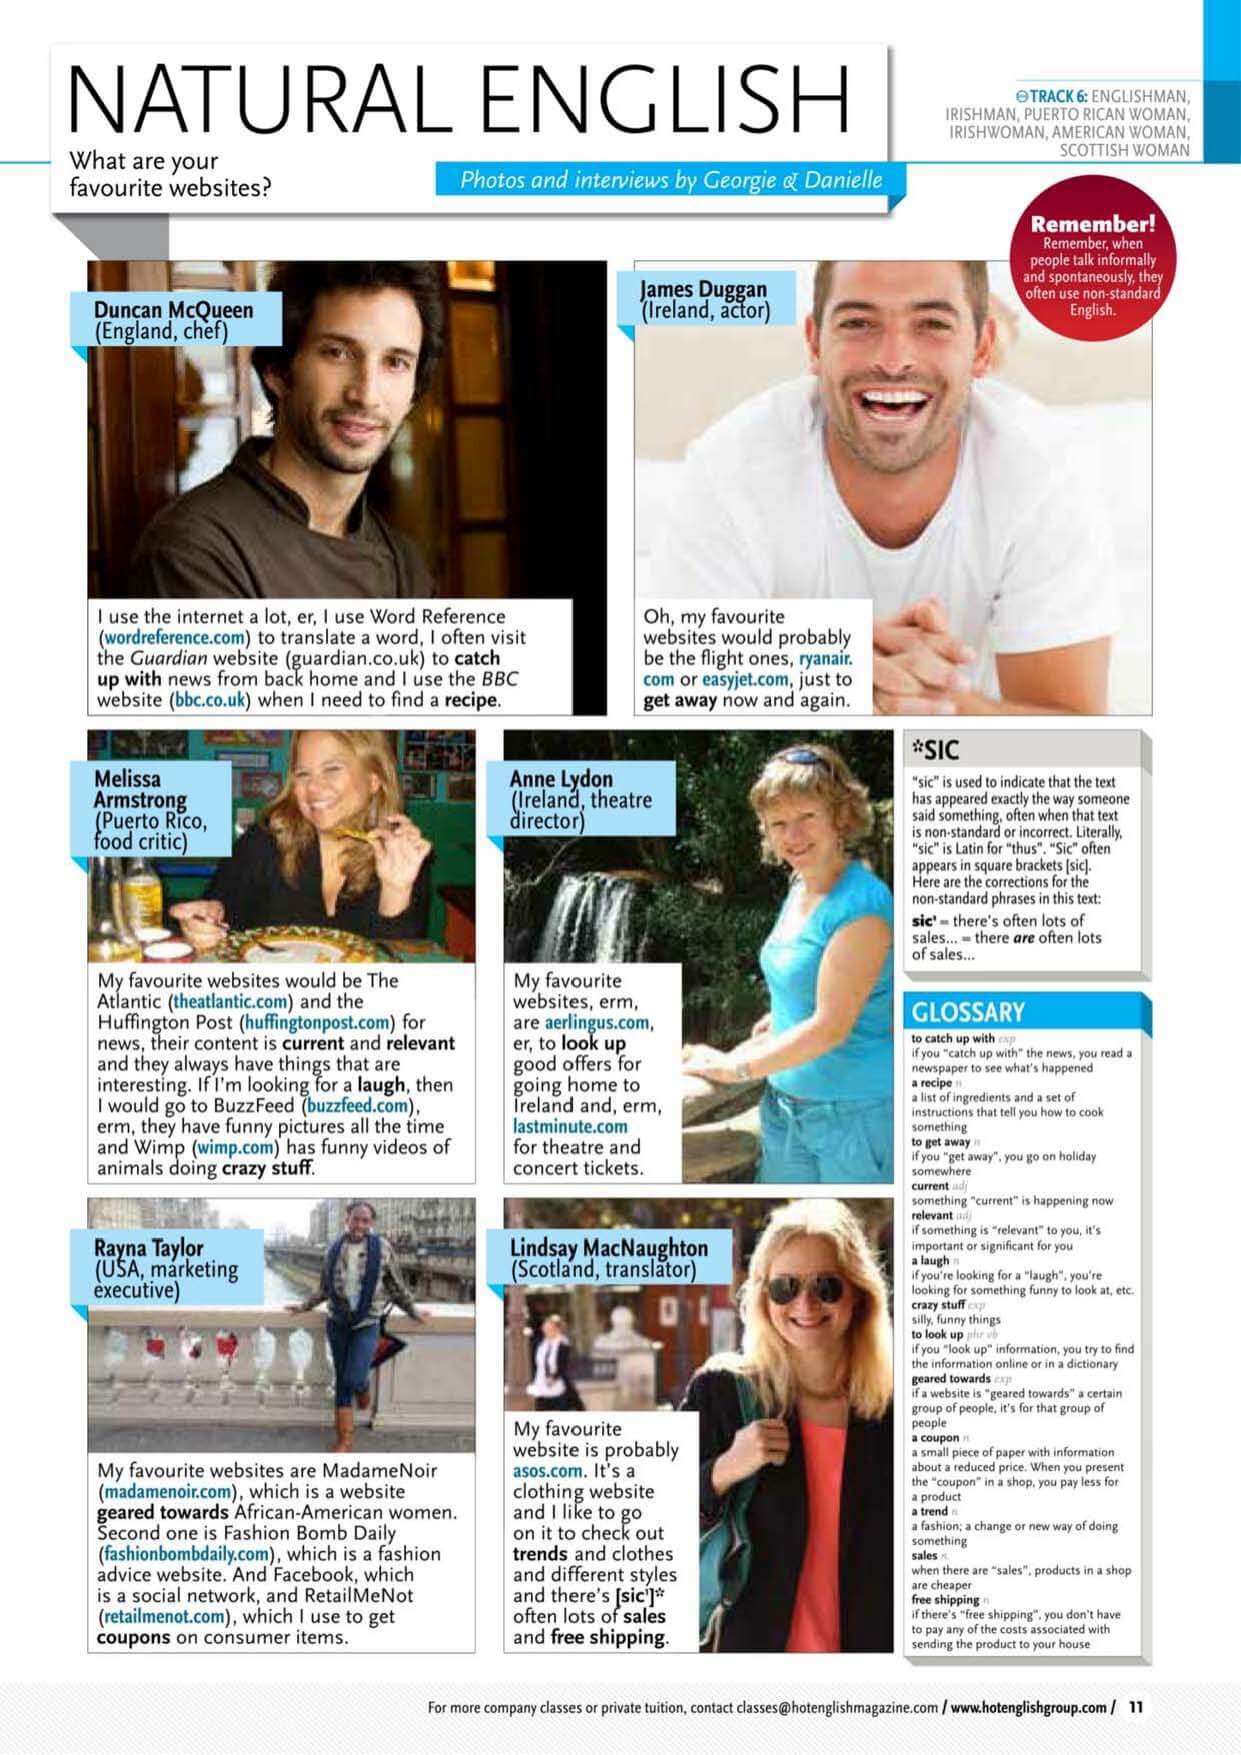 NATURAL ENGLISH
What are your
favourite websites?
Photos and interviews by Georgie & Danielle
TRACK 6: ENGLISHMAN,
IRISHMAN, PUERTO RICAN WOMAN,
IRISHWOMAN, AMERICAN WOMAN,
SCOTTISH WOMAN
Remember!
Remember, when
people talk informally
and spontaneously, they
often use non-standard
English.
Duncan McQueen
(England, chef)
I use the internet a lot, er, I use Word Reference
(wordreference.com) to translate a word, I often visit
the Guardian website (guardian.co.uk) to catch
up with news from back home and I use the BBC
website (bbc.co.uk) when I need to find a recipe.
James Duggan
(Ireland, actor)
Oh, my favourite
websites would probably
be the flight ones, ryanair.
com or easyjet.com, just to
get away now and again.
Melissa
Armstrong
(Puerto Rico,
food critic)
My favourite websites would be The
Atlantic (theatlantic.com) and the
Huffington Post (huffingtonpost.com) for
news, their content is current and relevant
and they always have things that are
interesting. If I'm looking for a laugh, then
I would go to BuzzFeed (buzzfeed.com),
erm, they have funny pictures all the time
and Wimp (wimp.com) has funny videos of
animals doing crazy stuff.
Anne Lydon
(Ireland, theatre
director)
My favourite
websites, erm,
are aerlingus.com,
er, to look up
good offers for
going home to
Ireland and, erm,
lastminute.com
for theatre and
concert tickets.
Rayna Taylor
(USA, marketing
executive)
My favourite websites are MadameNoir
(madamenoir.com), which is a website
geared towards African-American women.
Second one is Fashion Bomb Daily
(fashionbombdaily.com), which is a fashion
advice website. And Facebook, which
is a social network, and RetailMeNot
(retailmenot.com), which I use to get
coupons on consumer items.
Lindsay MacNaughton
(Scotland, translator)
My favourite
website is probably
asos.com. It's a
clothing website
and I like to go
on it to check out
trends and clothes
and different styles
and there's [sic¹]*
often lots of sales
and free shipping.
*SIC
"sic" is used to indicate that the text
has appeared exactly the way someone
said something, often when that text
is non-standard or incorrect. Literally,
"sic" is Latin for "thus". "Sic" often
appears in square brackets [sic].
Here are the corrections for the
non-standard phrases in this text:
sic¹ = there's often lots of
sales... = there are often lots
of sales...
GLOSSARY
to catch up with exp
if you "catch up with" the news, you read a
newspaper to see what's happened
a recipe n
a list of ingredients and a set of
instructions that tell you how to cook
something
to get away n
if you "get away", you go on holiday
somewhere
current adj
something "current" is happening now
relevant adj
if something is "relevant" to you, it's
important or significant for you
a laugh n
if you're looking for a "laugh", you're
looking for something funny to look at, etc.
crazy stuff exp
silly, funny things
to look up phr vb
if you "look up" information, you try to find
the information online or in a dictionary
geared towards exp
if a website is "geared towards" a certain
group of people, it's for that group of
people
a coupon n
a small piece of paper with information
about a reduced price. When you present
the "coupon" in a shop, you pay less for
a product
a trend n
a fashion; a change or new way of doing
something
sales n
when there are "sales", products in a shop
are cheaper
free shipping n
if there's "free shipping", you don't have
to pay any of the costs associated with
sending the product to your house
For more company classes or private tuition, contact classes@hotenglishmagazine.com / www.hotenglishgroup.com / 11